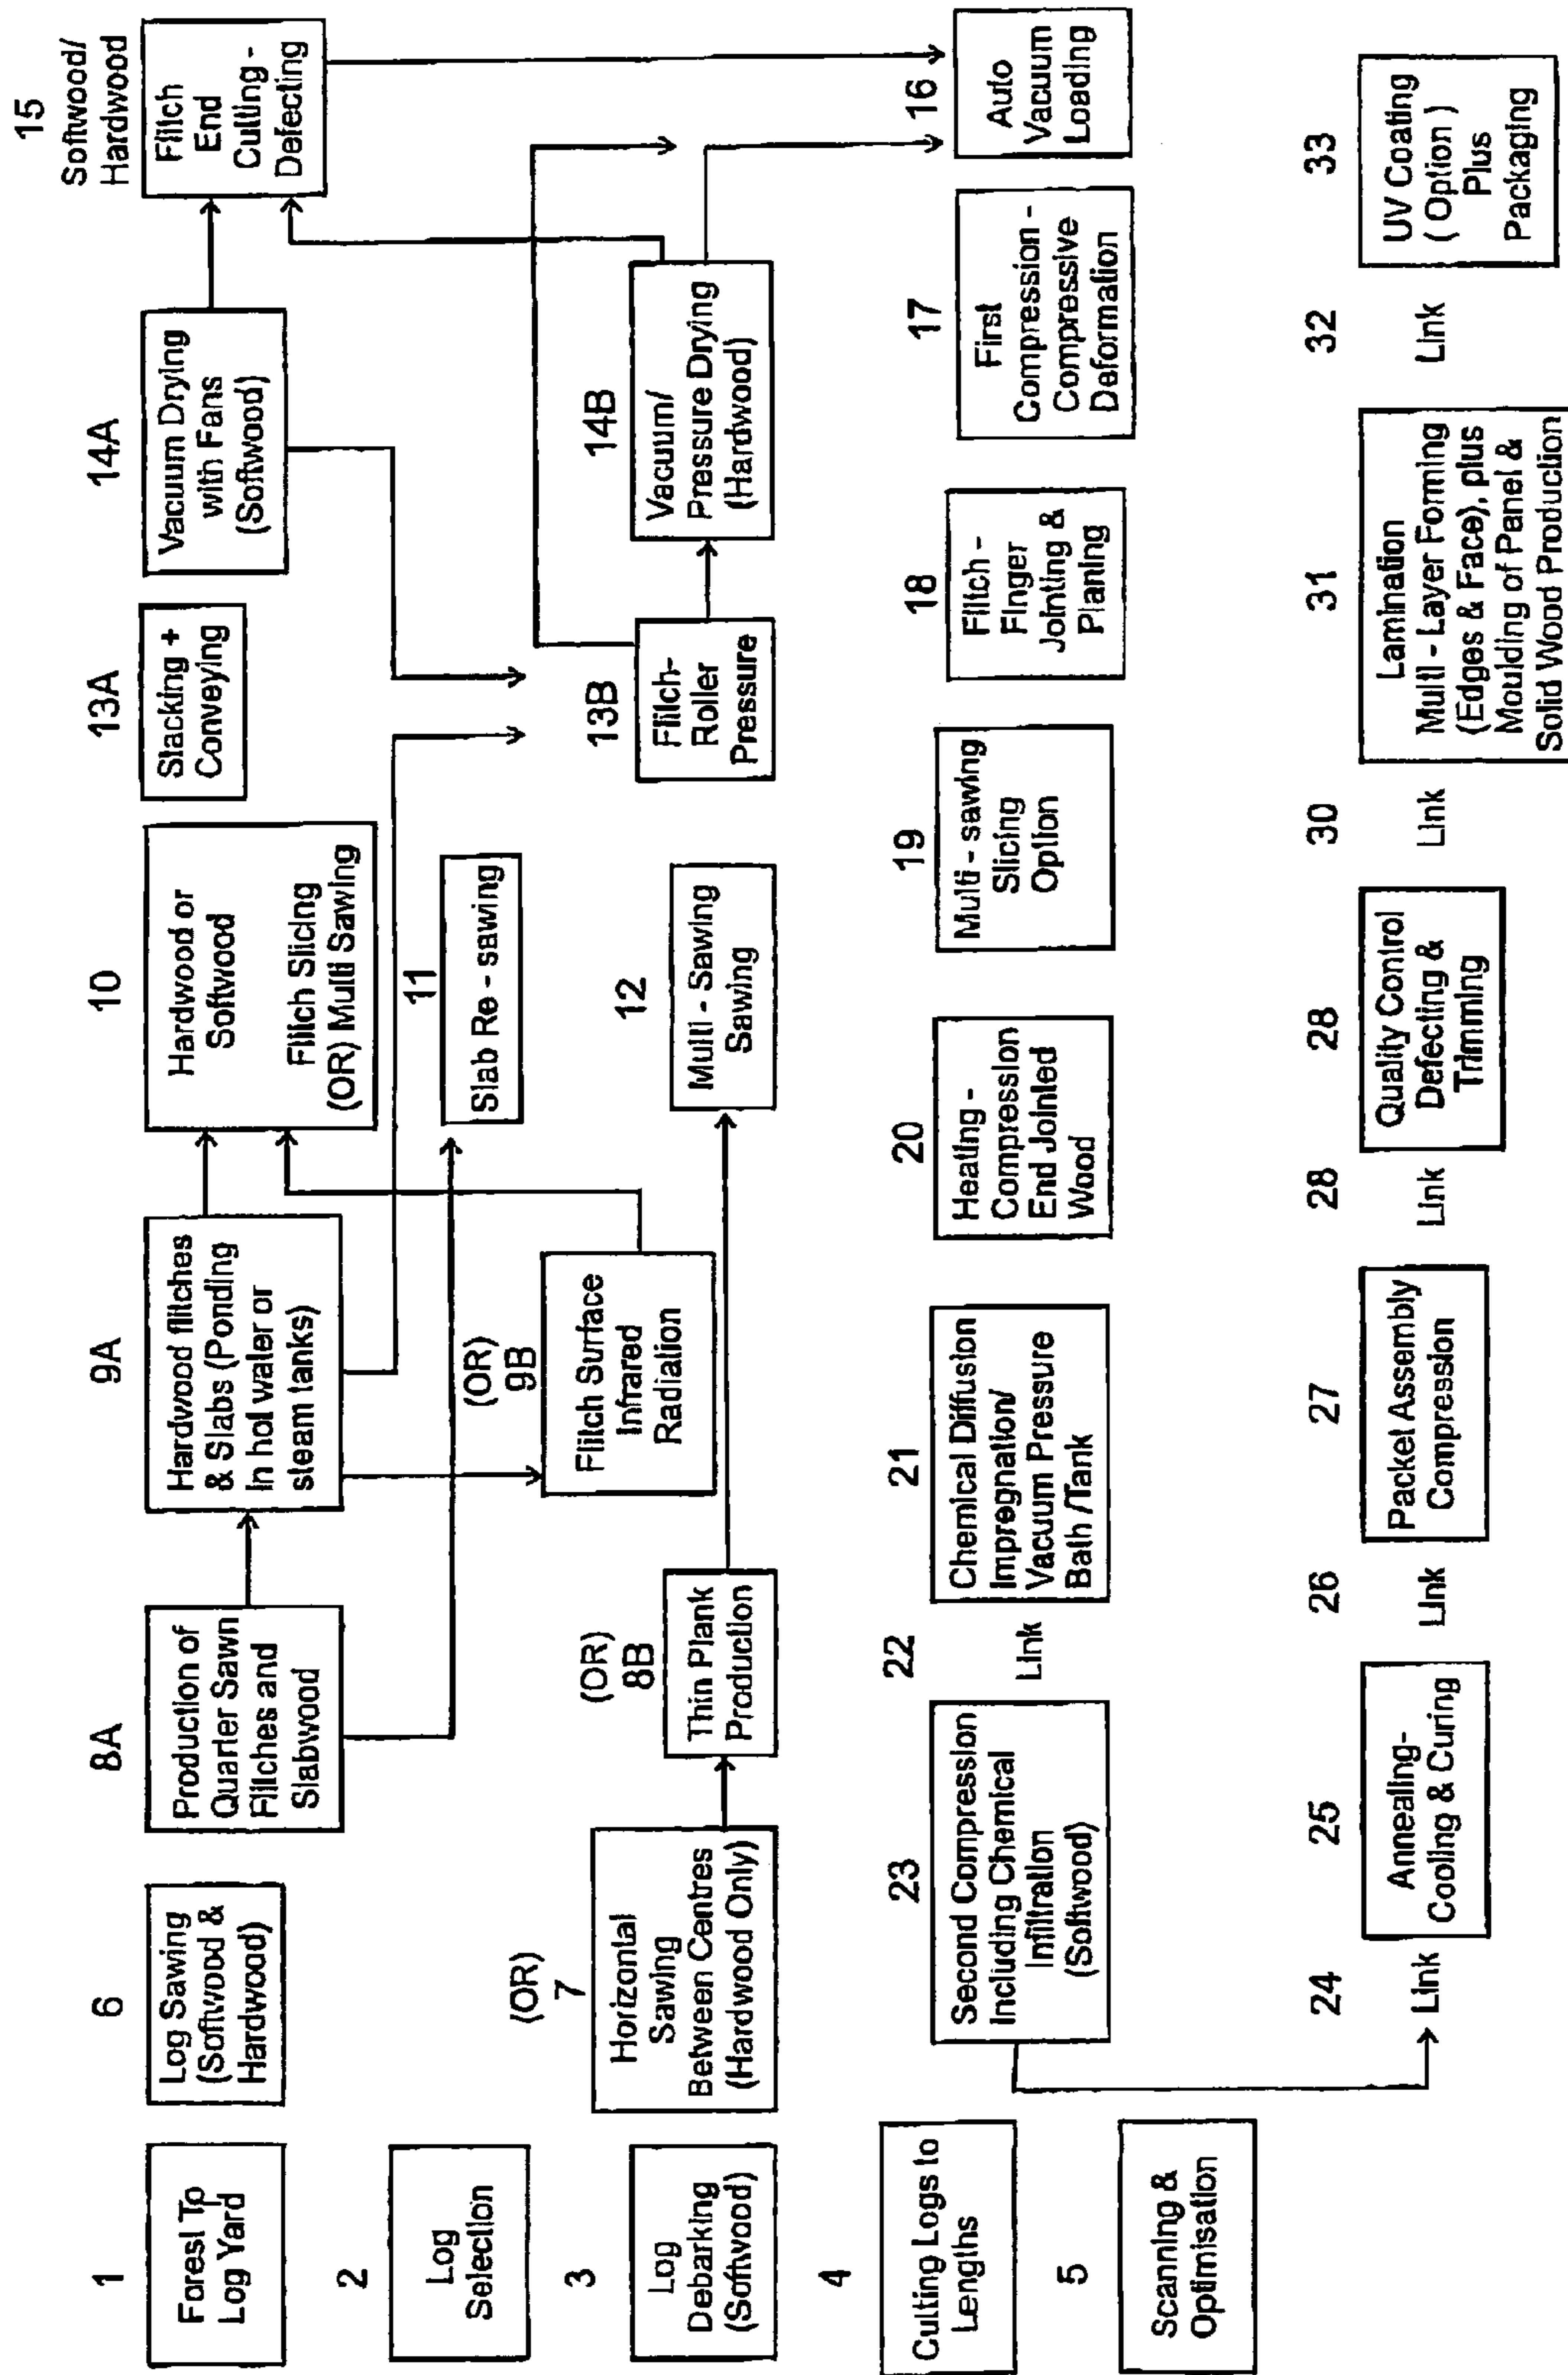 1
Forest To
Log Yard
2
Log
Selection
3
Log
Debarking
(Softwood)
4
Cutting Logs to
Lengths
5
Scanning &
Optimisation
6
Log Sawing
(Softwood &
Hardwood)
(OR)
7
Horizontal
Sawing
Between Centres
(Hardwood Only)
8A
Production of
Quarter Sawn
Flitches and
Slabwood
(OR)
8B
Thin Plank
Production
9A
Hardwood flitches
& Slabs (Ponding
In hot water or
steam tanks)
(OR)
9B
Flitch Surface
Infrared
Radiation
10
Hardwood or
Softwood
Flitch Slicing
(OR) Multi Sawing
11
Slab Re - sawing
12
Multi - Sawing
Sawing
13A
Stacking +
Conveying
13B
Flitch-
Roller
Pressure
14A
Vacuum Drying
with Fans
(Softwood)
14B
Vacuum/
Pressure Drying
(Hardwood)
15
Softwood/
Hardwood
Flitch
End
Cutting -
Defecting
16
Auto
Vacuum
Loading
17
First
Compression -
Compressive
Deformation
18
Flitch -
Finger
Jointing &
Planing
19
Multi - sawing
Slicing
Option
20
Heating -
Compression
End Jointed
Wood
21
Chemical Diffusion
Impregnation/
Vacuum Pressure
Bath /Tank
22
Link
23
Second Compression
Including Chemical
Infiltration
(Softwood)
24
Link
25
Annealing-
Cooling & Curing
26
Link
27
Packet Assembly
Compression
28
Link
28
Quality Control
Defecting &
Trimming
30
Link
31
Lamination
Multi - Layer Forming
(Edges & Face), plus
Moulding of Panel &
Solid Wood Production
32
Link
33
UV Coating
( Option )
Plus
Packaging